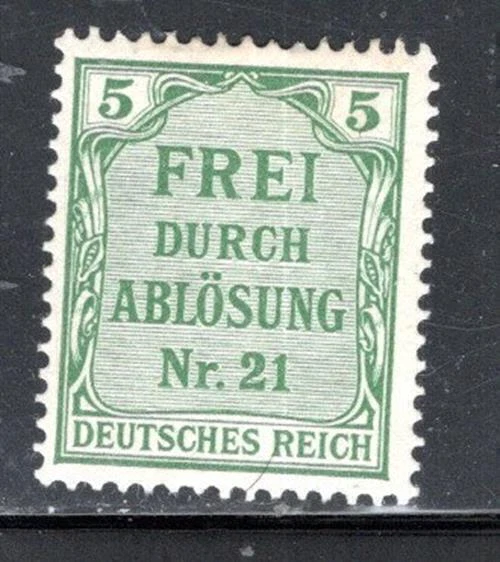 5 5
FREI
DURCH
ABLÖSUNG
Nr. 21
DEUTSCHES REICH